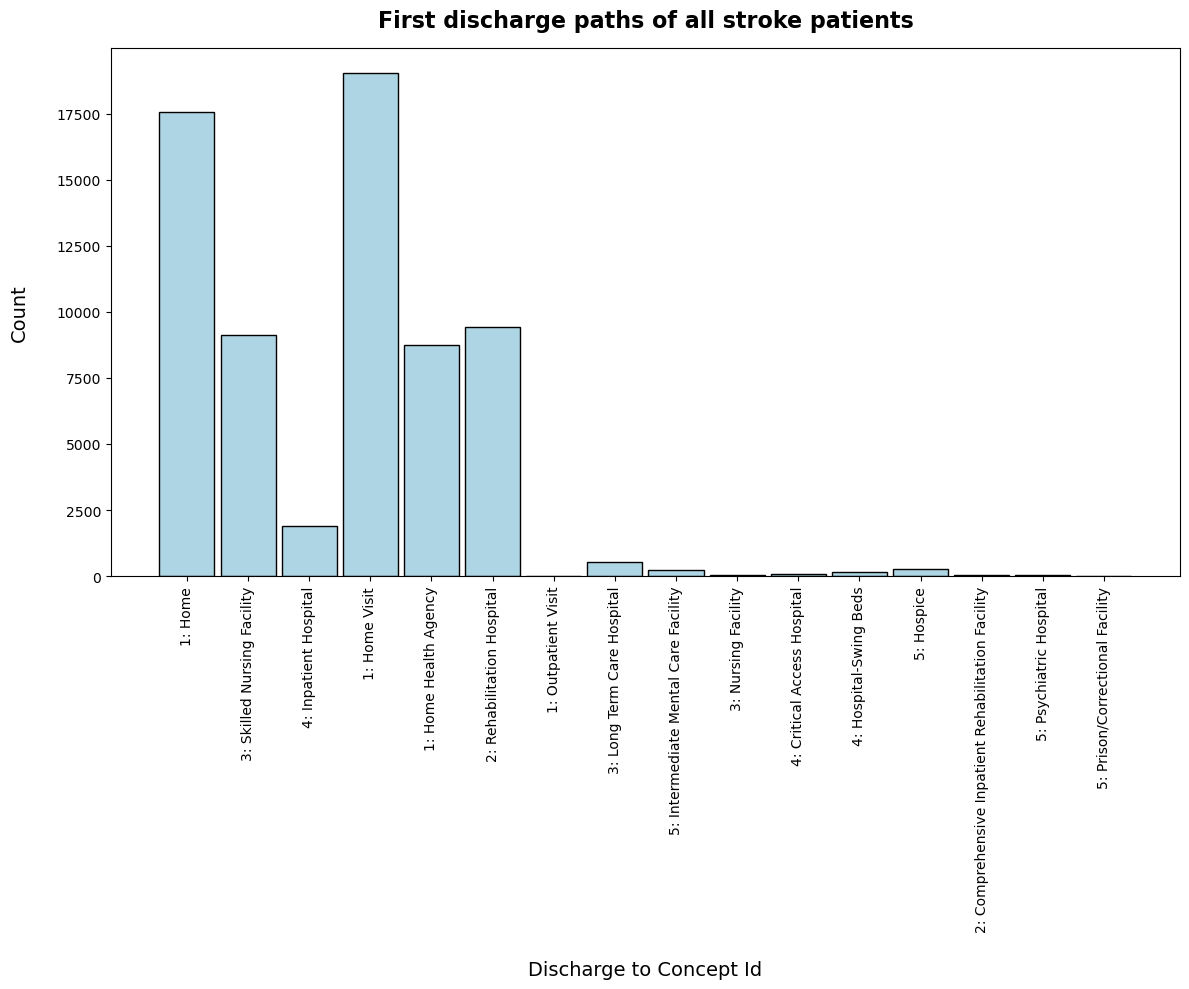 First discharge paths of all stroke patients
Count
17500
15000
12500
10000
7500
5000
2500
0
1: Home
3: Skilled Nursing Facility
4: Inpatient Hospital
1: Home Visit
1: Home Health Agency
2: Rehabilitation Hospital
1: Outpatient Visit
3: Long Term Care Hospital
5: Intermediate Mental Care Facility
3: Nursing Facility
4: Critical Access Hospital
4: Hospital-Swing Beds
5: Hospice
2: Comprehensive Inpatient Rehabilitation Facility
5: Psychiatric Hospital
5: Prison/Correctional Facility
Discharge to Concept Id